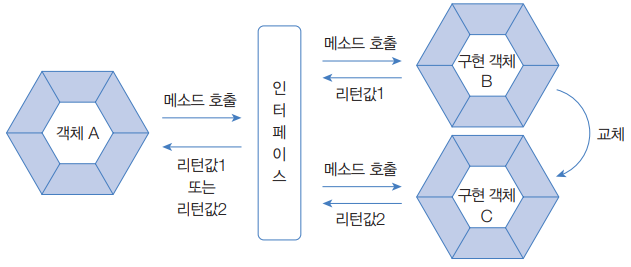 객체 A
메소드 호출
리턴값1
또는
리턴값2
인
터
페
이
스
메소드 호출
리턴값1
구현 객체
B
메소드 호출
리턴값2
구현 객체
C
교체